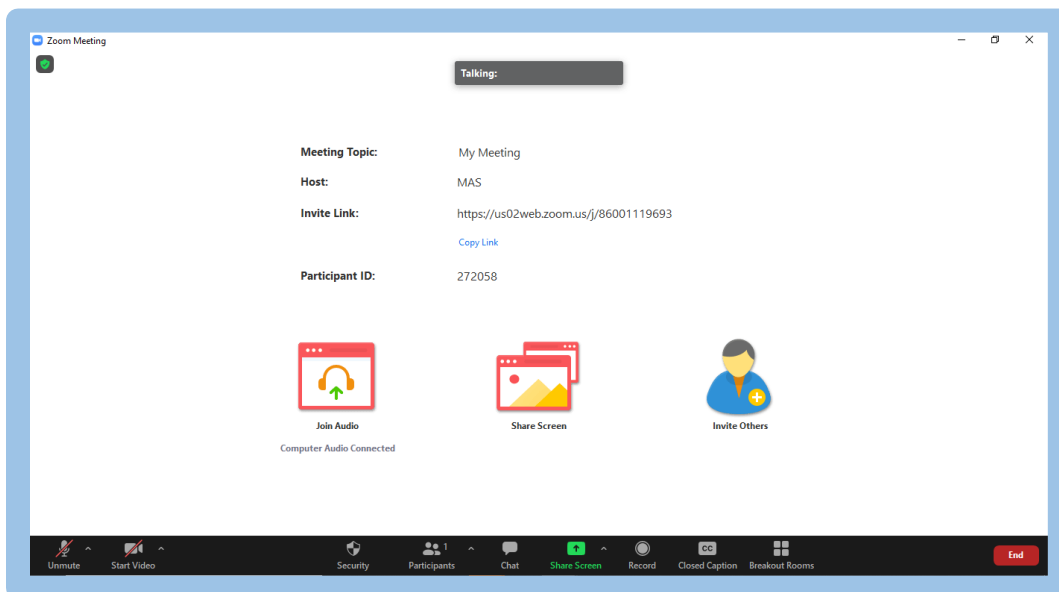 Zoom Meeting
Talking:
Meeting Topic: My Meeting
Host: MAS
Invite Link: https://us02web.zoom.us/j/86001119693
Copy Link
Participant ID: 272058
Join Audio Share Screen Invite Others
Computer Audio Connected
1
CC
Unmute Start Video Security Participants Chat Share Screen Record Closed Caption Breakout Rooms End